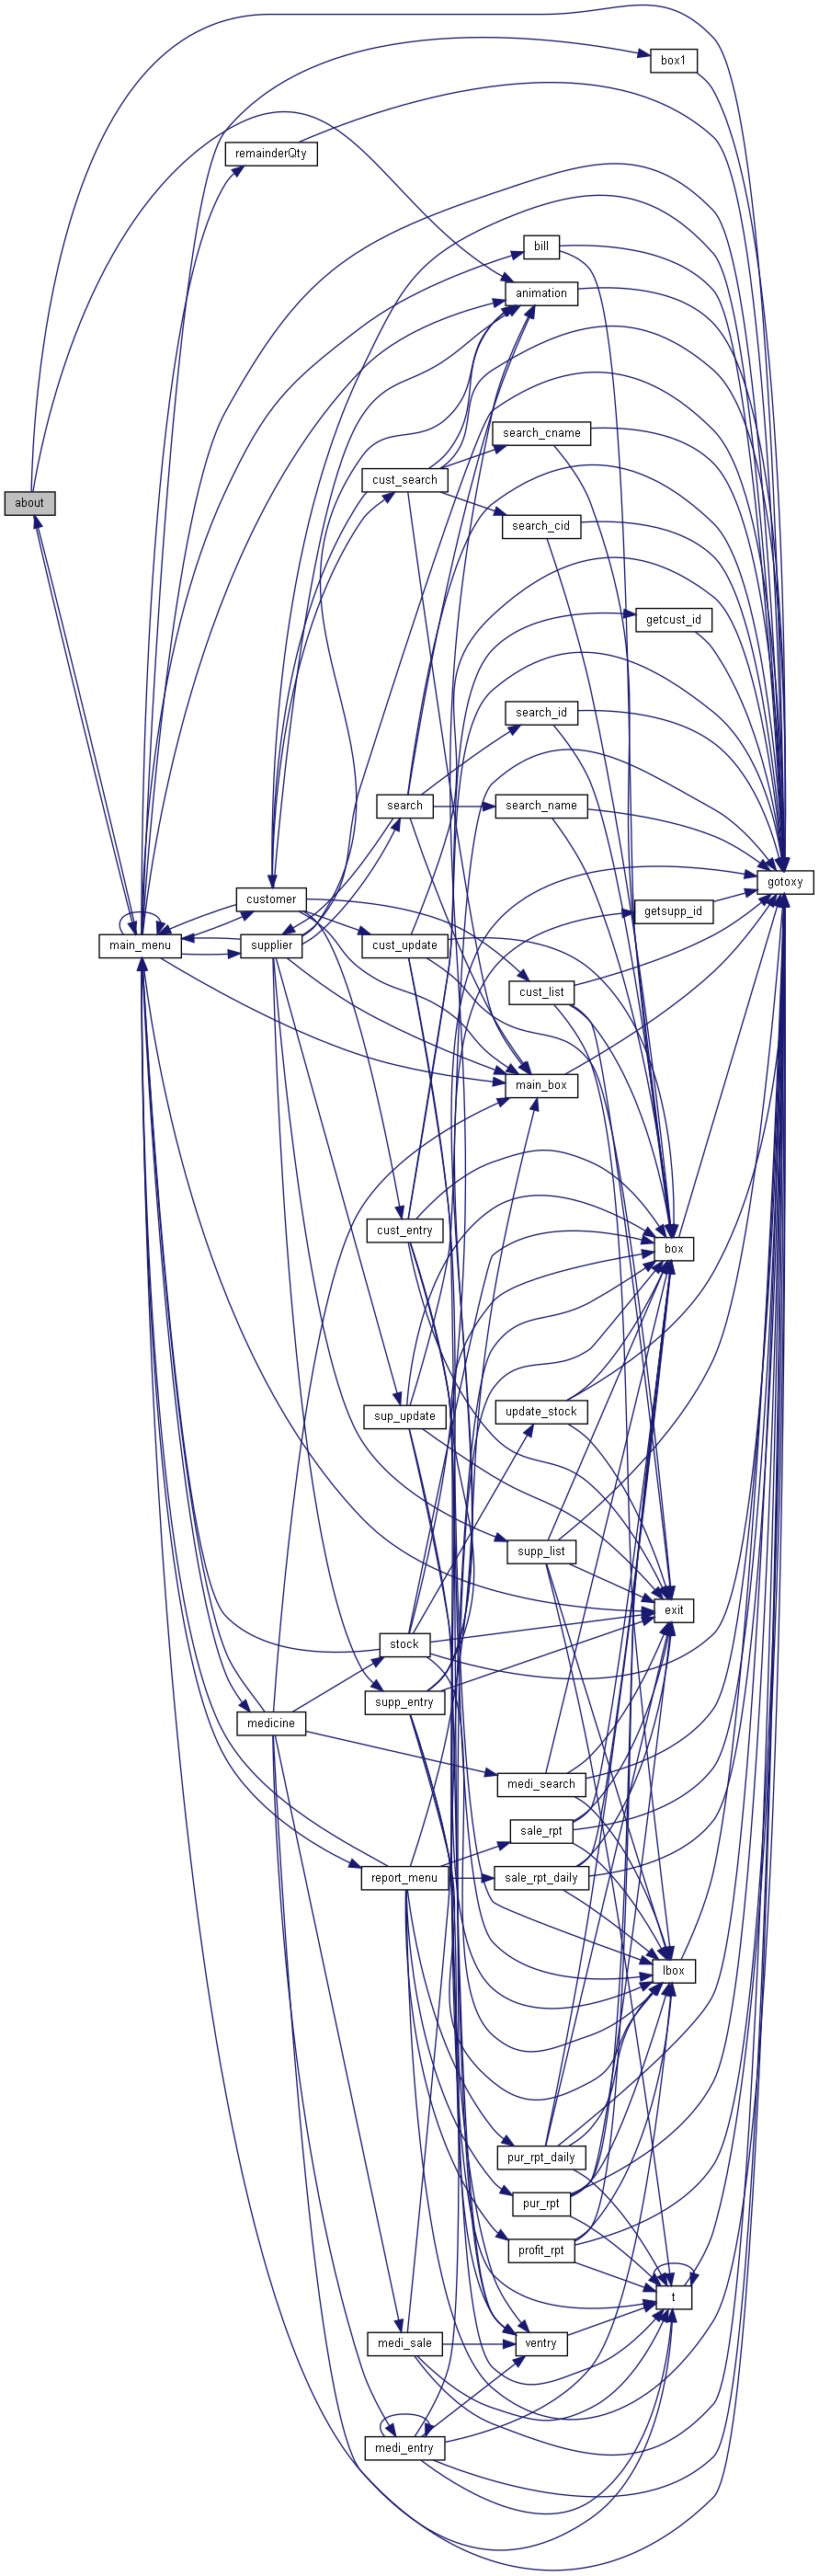 box1
remainderQty
bill
animation
search_cname
cust_search
about
search_cid
getcust_id
search_id
search
search_name
gotoxy
customer
getsupp_id
main_menu
supplier
cust_update
cust_list
main_box
cust_entry
box
sup_update
update_stock
supp_list
exit
stock
supp_entry
medicine
medi_search
sale_rpt
report_menu
sale_rpt_daily
lbox
pur_rpt_daily
pur_rpt
profit_rpt
t
medi_sale
ventry
medi_entry